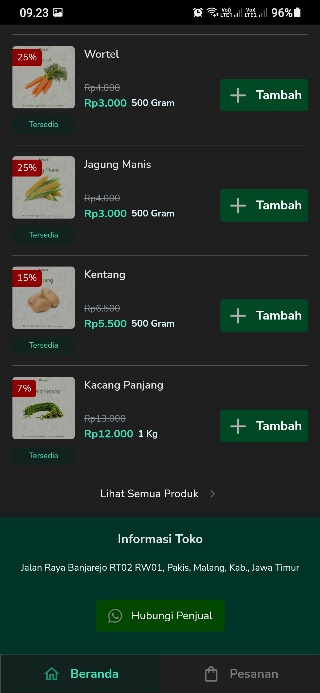 09.23 96%
Wortel
25%
Rp4.000
Rp3.000 500 Gram
Tambah
Tersedia
Jagung Manis
25%
Rp4.000
Rp3.000 500 Gram
Tambah
Tersedia
Kentang
15%
Rp6.500
Rp5.500 500 Gram
Tambah
Tersedia
Kacang Panjang
7%
Rp13.000
Rp12.000 1 Kg
Tambah
Tersedia
Lihat Semua Produk
Informasi Toko
Jalan Raya Banjarejo RT02 RW01, Pakis, Malang, Kab., Jawa Timur
Hubungi Penjual
Beranda
Pesanan